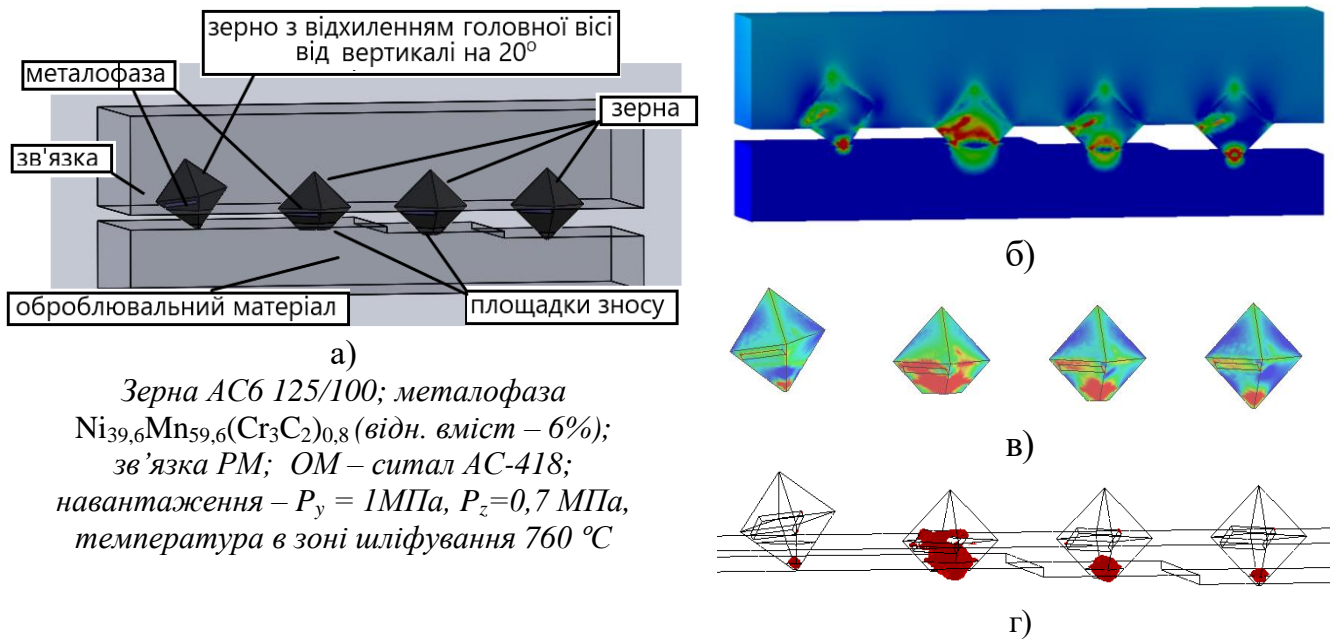 зерно з відхиленням головної вісі
від вертикалі на 20º
металофаза
зерна
зв'язка
оброблювальний матеріал
площадки зносу
а)
Зерна АС6 125/100; металофаза
Ni39,6Mn59,6(Cr3C2)0,8 (відн. вміст – 6%);
зв’язка РМ; ОМ – ситал АС-418;
навантаження – Py = 1МПа, Pz=0,7 МПа,
температура в зоні шліфування 760 ºС
б)
в)
г)